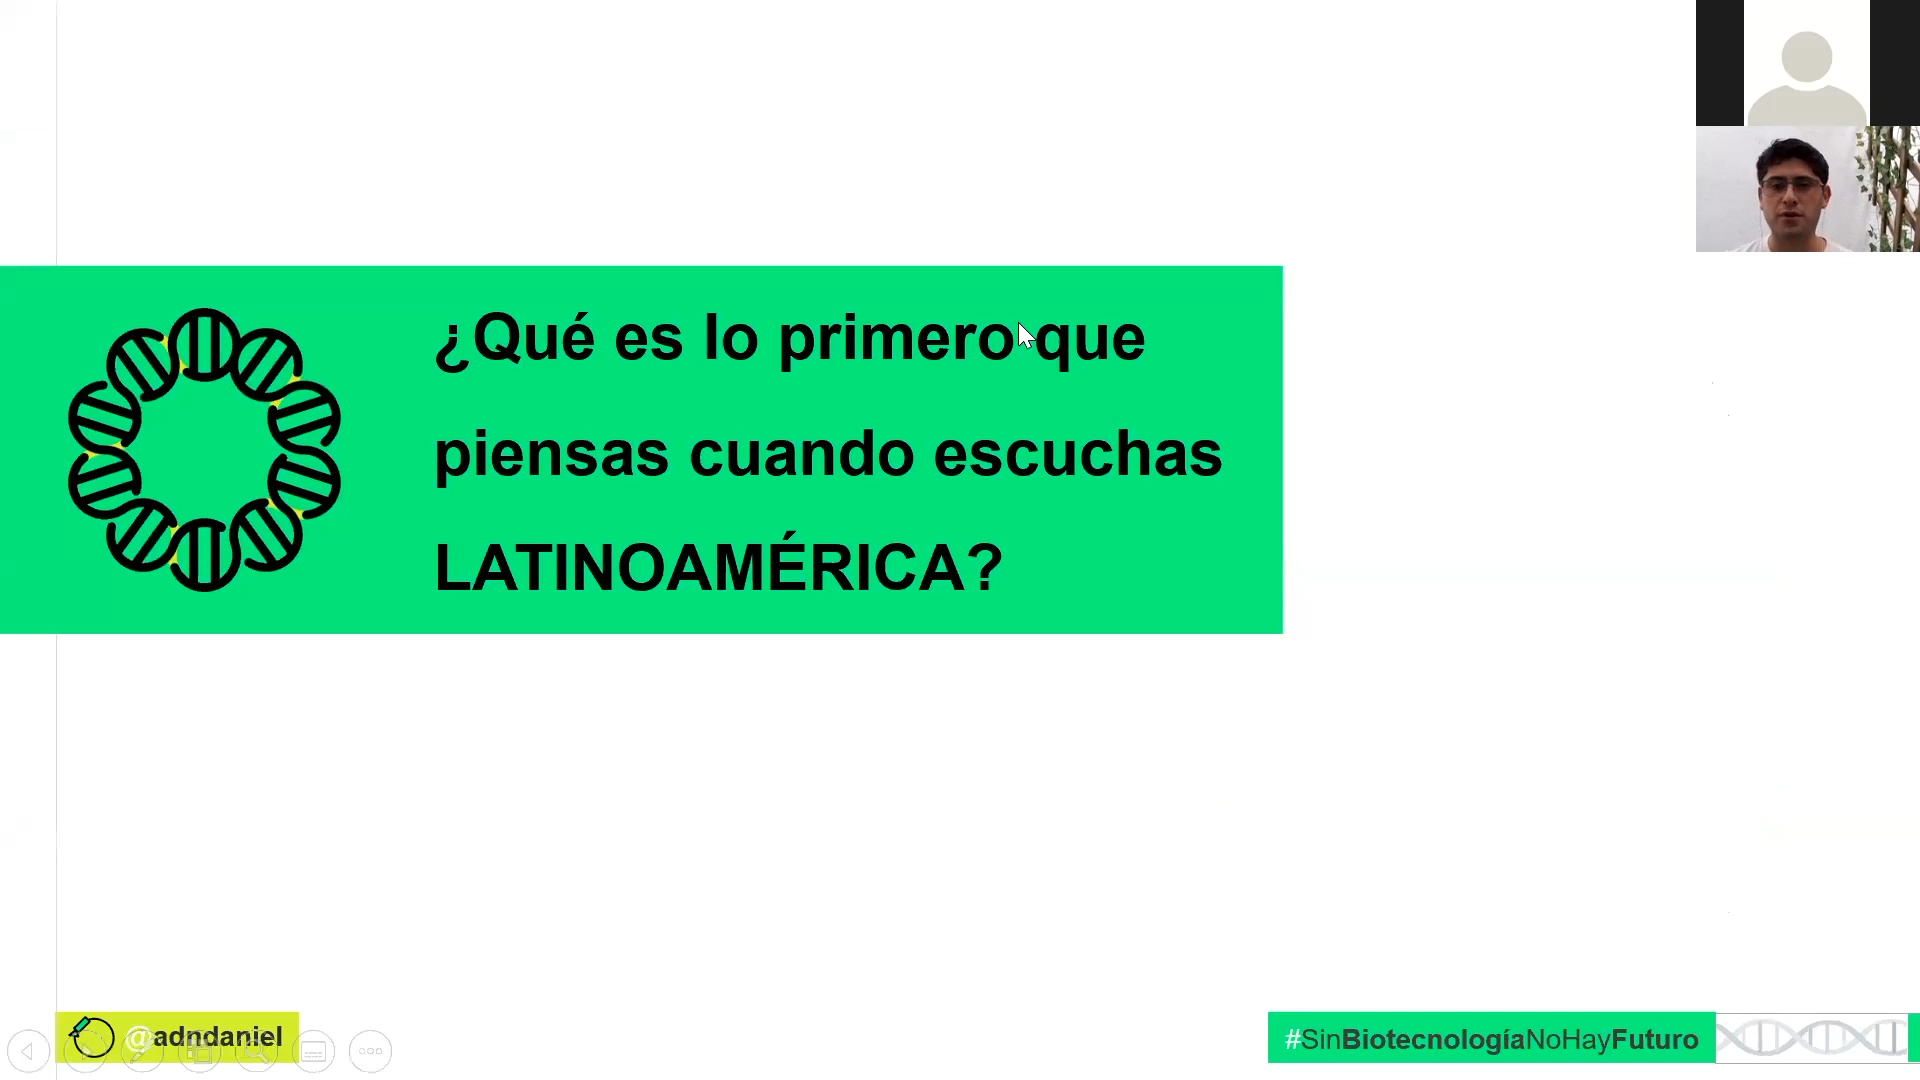 ¿Qué es lo primero que
piensas cuando escuchas
LATINOAMÉRICA?
@adndaniel
#SinBiotecnologíaNoHayFuturo